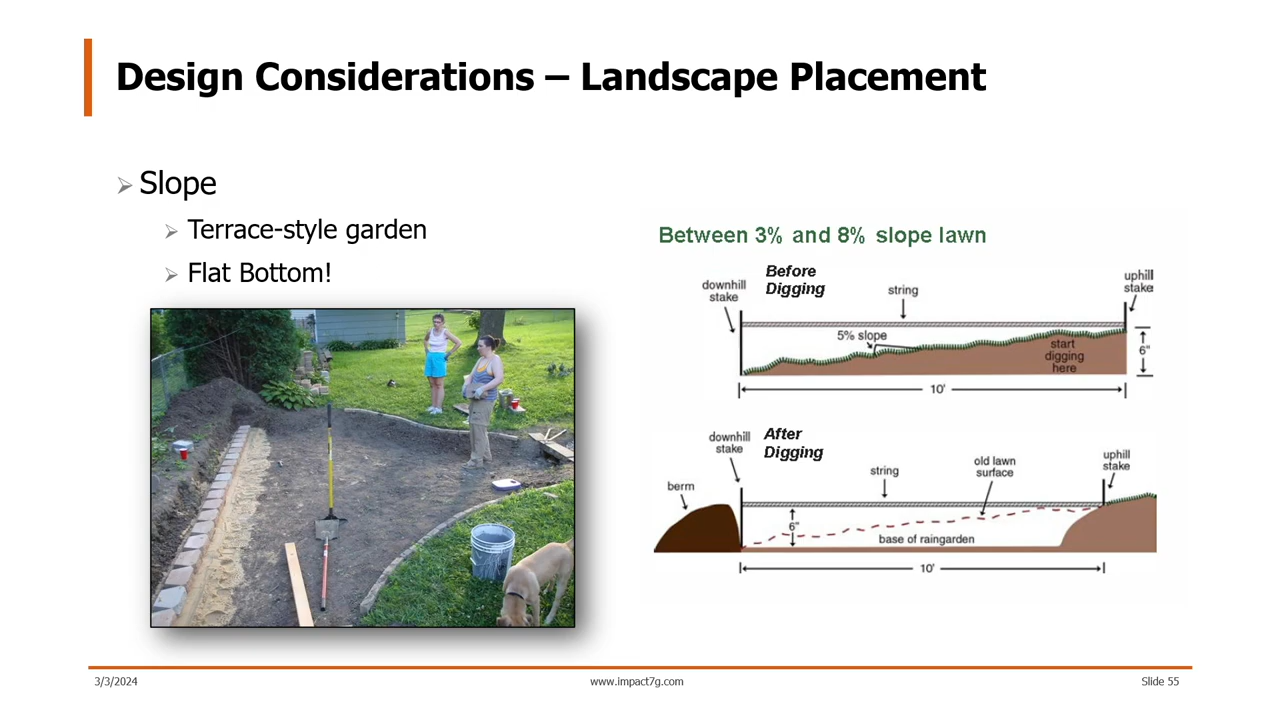 Design Considerations – Landscape Placement
Slope
Terrace-style garden
Flat Bottom!
Between 3% and 8% slope lawn
Before
Digging
downhill
stake
string
uphill
stake
5% slope
start
digging
here
6"
10'
After
Digging
downhill
stake
berm
string
old lawn
surface
uphill
stake
6"
base of raingarden
10'
3/3/2024
www.impact7g.com
Slide 55